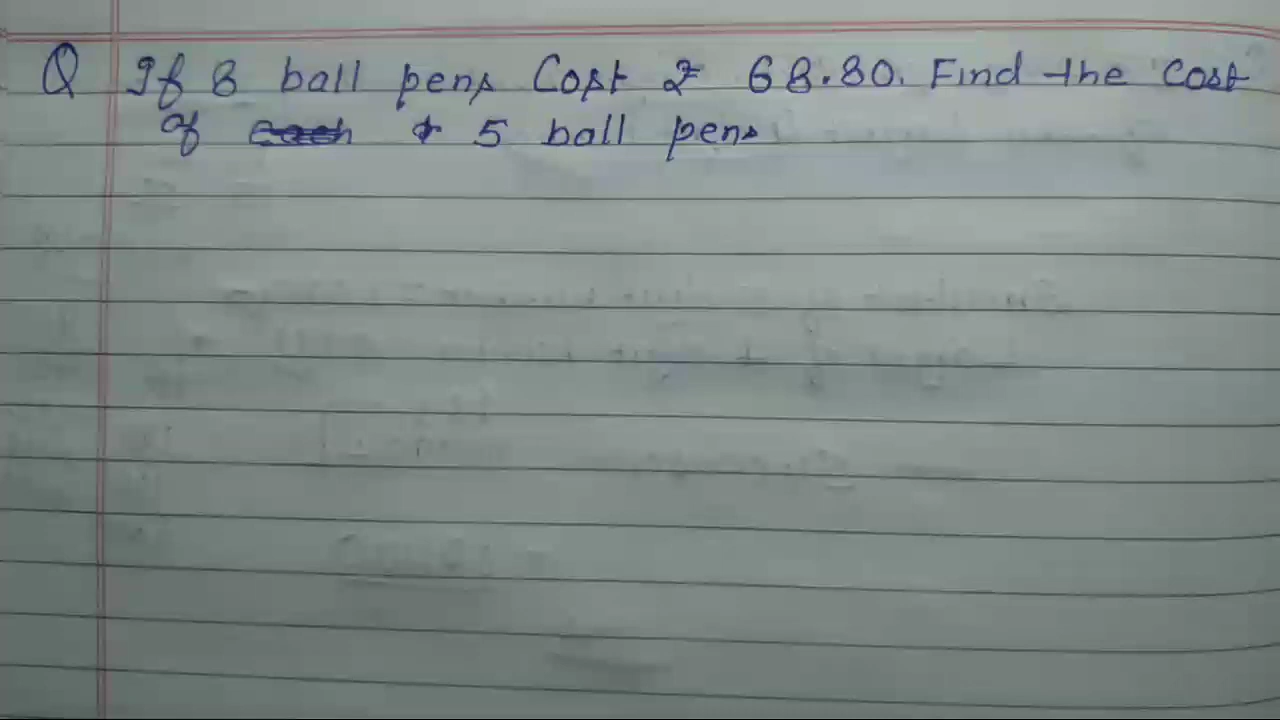 Q If 8 ball pens Cost ₹ 68.80. Find the Cost
of 5 ball pens